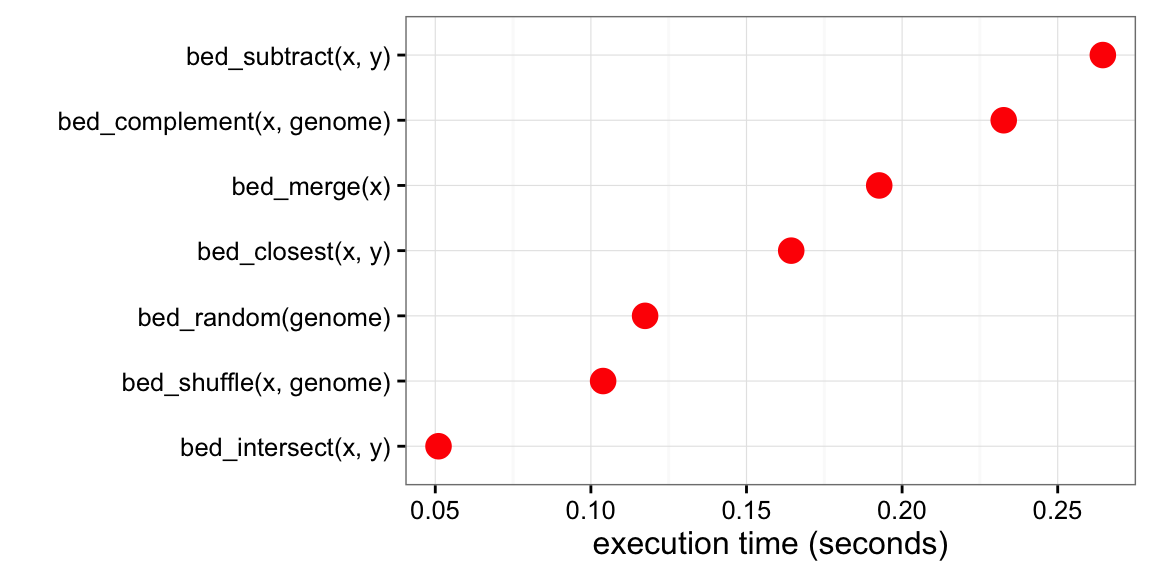 bed_subtract(x, y)
bed_complement(x, genome)
bed_merge(x)
bed_closest(x, y)
bed_random(genome)
bed_shuffle(x, genome)
bed_intersect(x, y)
0.05 0.10 0.15 0.20 0.25
execution time (seconds)